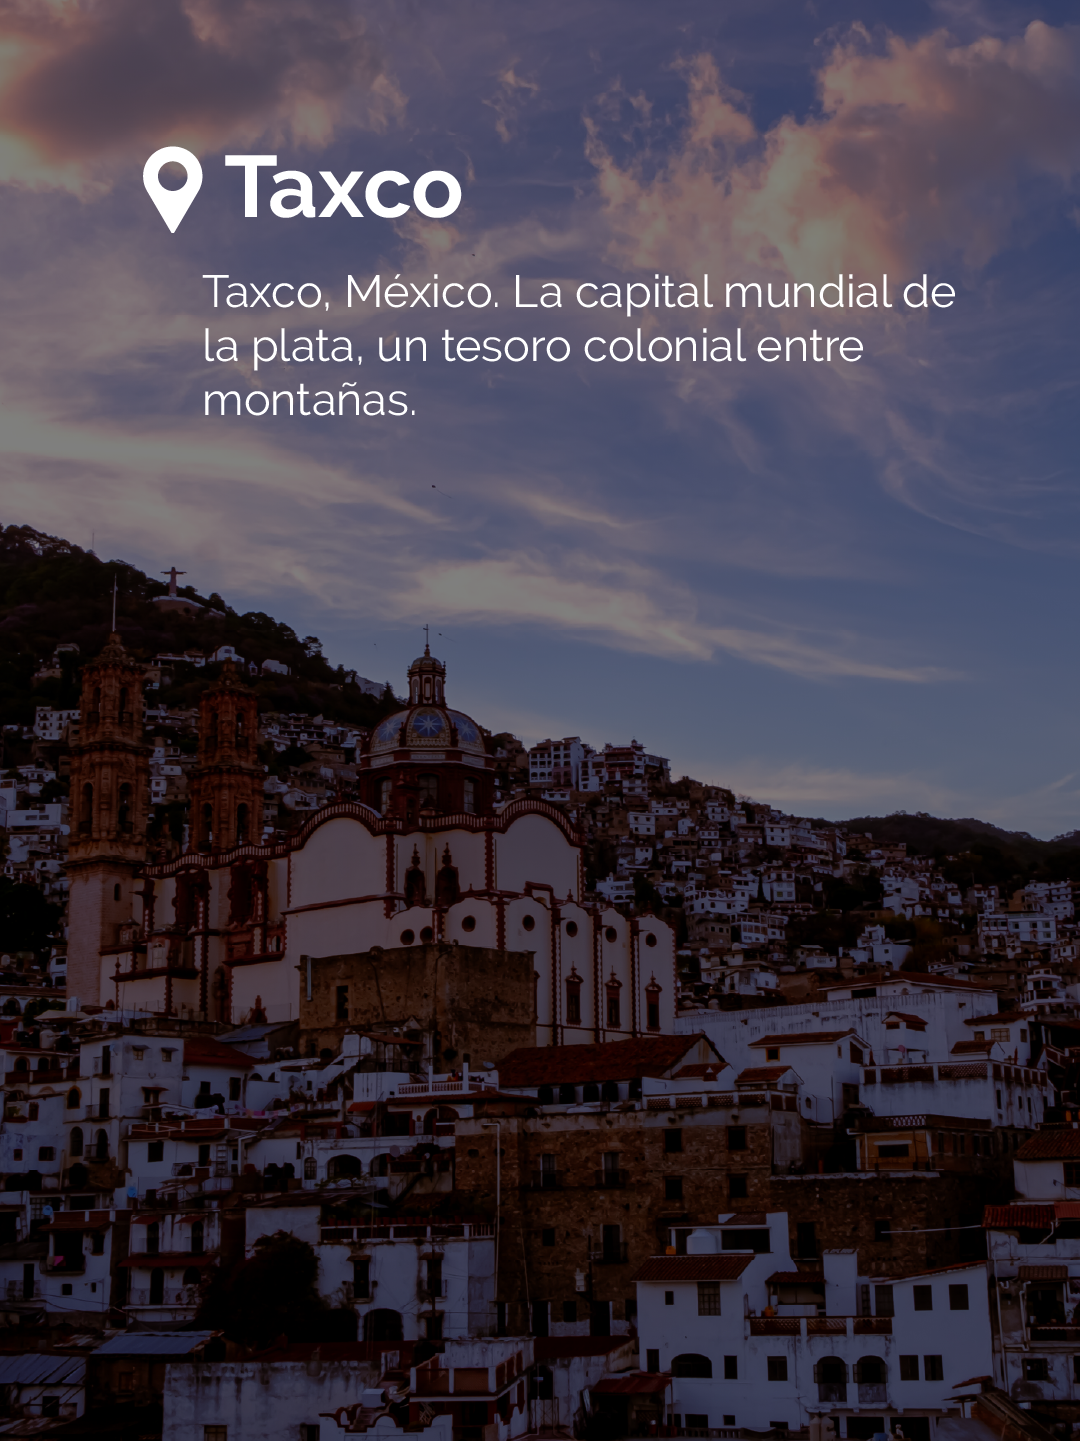 Taxco
Taxco, México. La capital mundial de
la plata, un tesoro colonial entre
montañas.